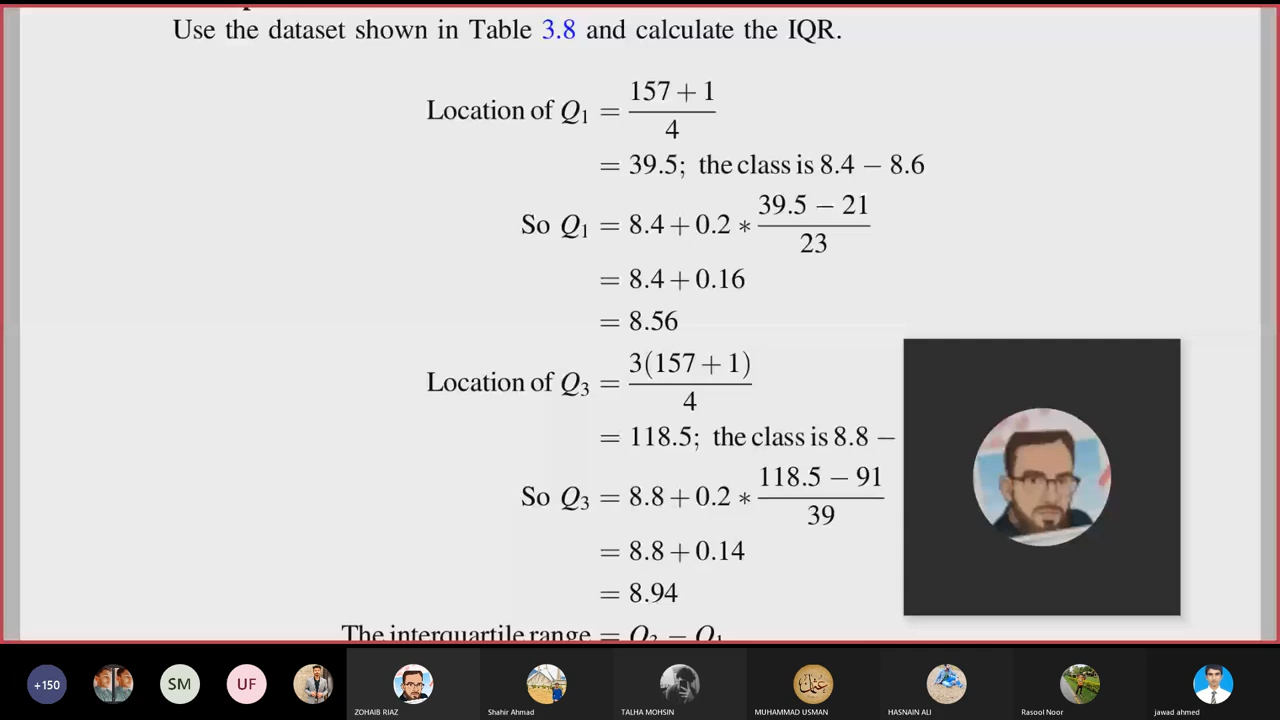 Use the dataset shown in Table 3.8 and calculate the IQR.
Location of Q₁ = (157 + 1) / 4
= 39.5; the class is 8.4 − 8.6
So Q₁ = 8.4 + 0.2 * (39.5 − 21) / 23
= 8.4 + 0.16
= 8.56
Location of Q₃ = 3(157 + 1) / 4
= 118.5; the class is 8.8 −
So Q₃ = 8.8 + 0.2 * (118.5 − 91) / 39
= 8.8 + 0.14
= 8.94
The interquartile range = Q₃ − Q₁
+150
SM
UF
ZOHAIB RIAZ
Shahir Ahmad
TALHA MOHSIN
MUHAMMAD USMAN
HASNAIN ALI
Rasool Noor
jawad ahmed